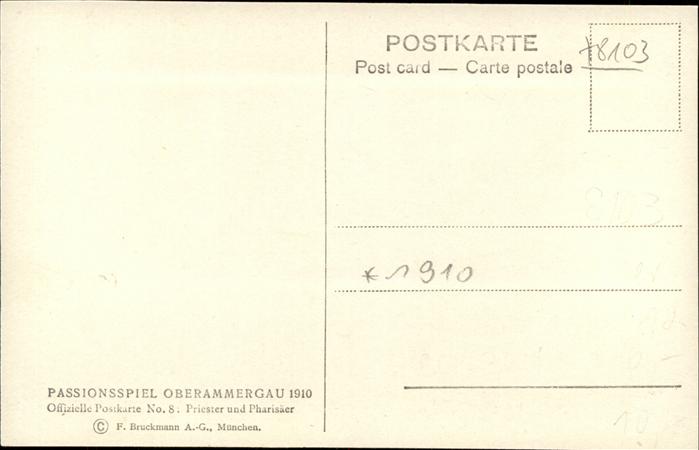 POSTKARTE
Post card — Carte postale
*8103
* 1910
PASSIONSSPIEL OBERAMMERGAU 1910
Offizielle Postkarte No. 8: Priester und Pharisäer
© F. Bruckmann A.-G., München.